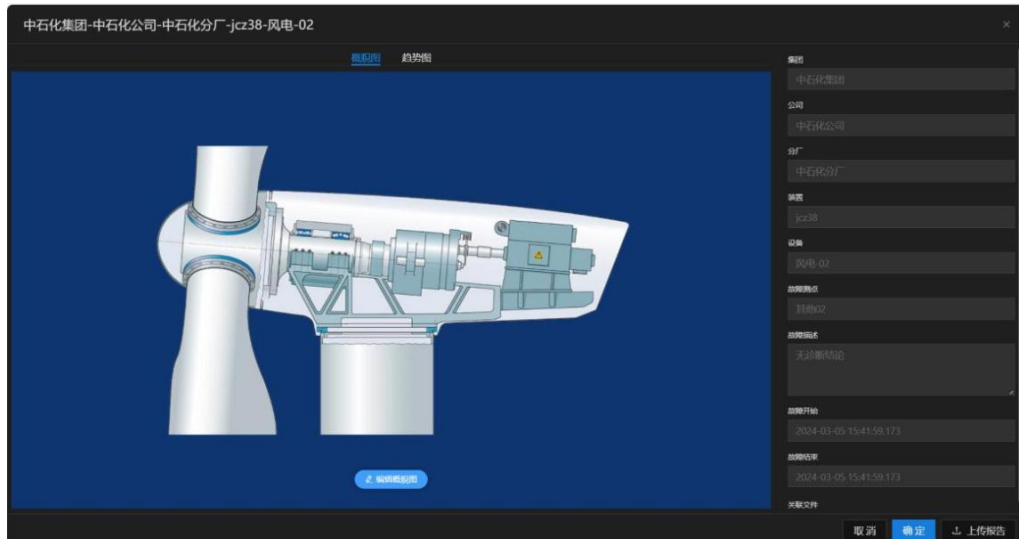 中石化集团-中石化公司-中石化分厂-jcz38-风电-02
×
概貌图 趋势图
编辑概貌图
集团
中石化集团
公司
中石化公司
分厂
中石化分厂
装置
jcz38
设备
风电-02
故障测点
故障描述
无诊断结论
故障开始
2024-03-05 15:41:59.173
故障结束
2024-03-05 15:41:59.173
关联文件
取消 确定 上传报告